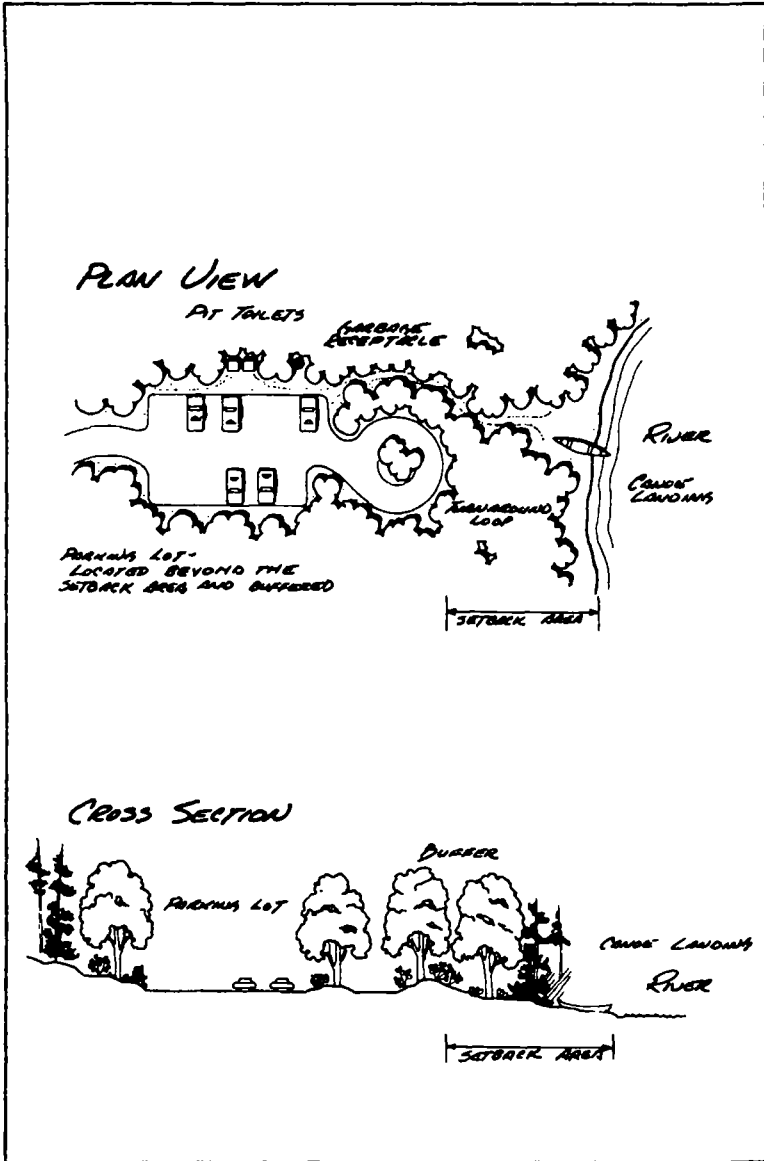 PLAN VIEW
PIT TOILETS
GARBAGE
RECEPTACLE
RIVER
CANOE
LANDING
TURNAROUND
LOOP
PARKING LOT-
LOCATED BEYOND THE
SETBACK AREA AND BUFFERED
SETBACK AREA
CROSS SECTION
BUFFER
PARKING LOT
CANOE LANDING
RIVER
SETBACK AREA